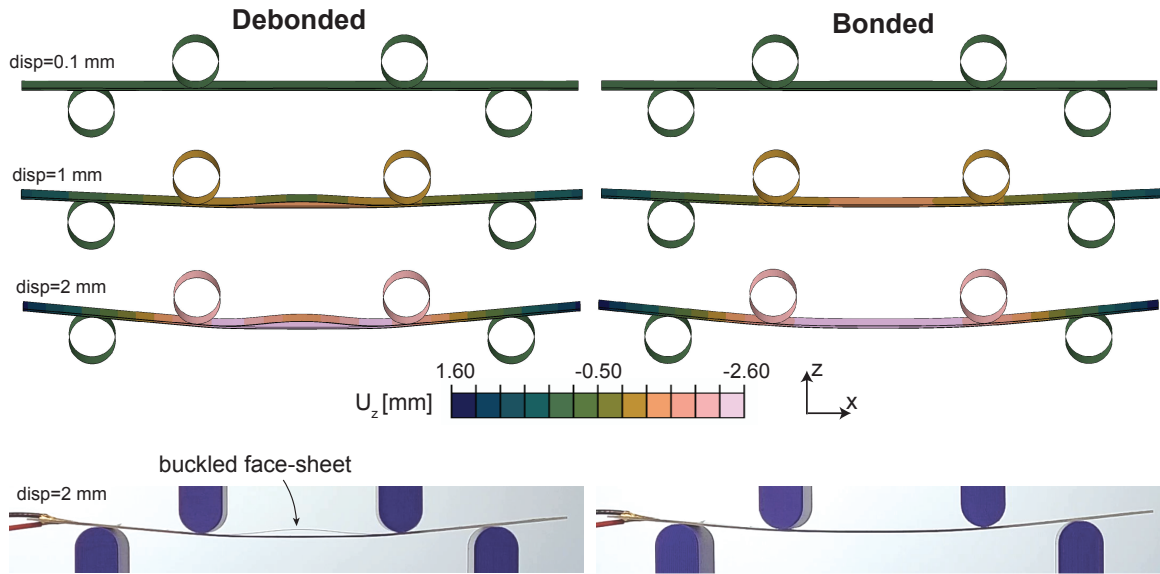 Debonded
Bonded
disp=0.1 mm
disp=1 mm
disp=2 mm
1.60
-0.50
-2.60
U_z [mm]
z
x
buckled face-sheet
disp=2 mm